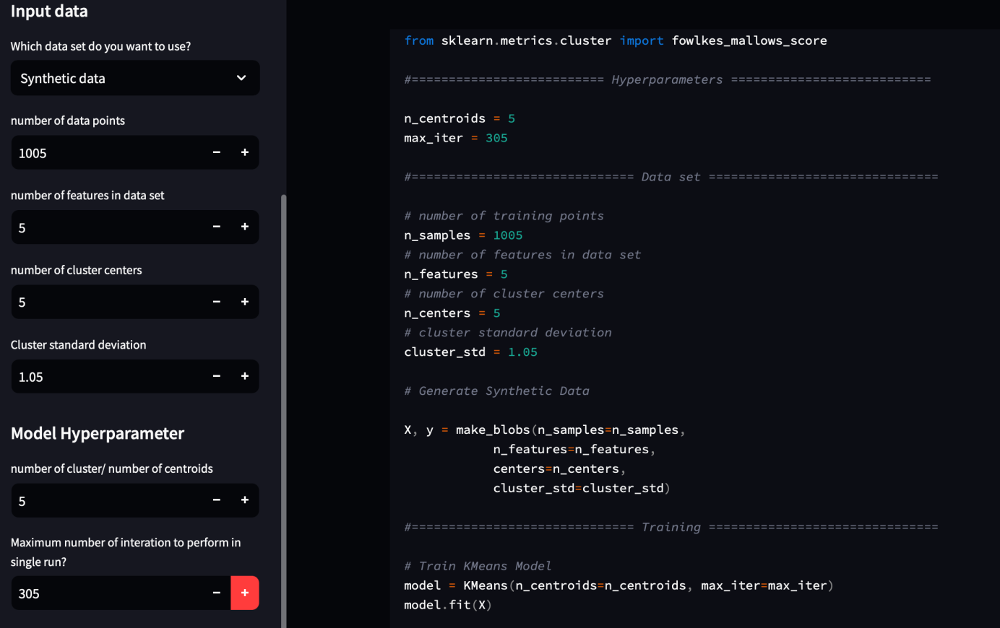 Input data
Which data set do you want to use?
Synthetic data
number of data points
1005
− +
number of features in data set
5
− +
number of cluster centers
5
− +
Cluster standard deviation
1.05
− +
Model Hyperparameter
number of cluster/ number of centroids
5
− +
Maximum number of interation to perform in
single run?
305
− +
from sklearn.metrics.cluster import fowlkes_mallows_score
#========================== Hyperparameters ===========================
n_centroids = 5
max_iter = 305
#============================== Data set ===============================
# number of training points
n_samples = 1005
# number of features in data set
n_features = 5
# number of cluster centers
n_centers = 5
# cluster standard deviation
cluster_std = 1.05
# Generate Synthetic Data
X, y = make_blobs(n_samples=n_samples,
n_features=n_features,
centers=n_centers,
cluster_std=cluster_std)
#============================== Training ===============================
# Train KMeans Model
model = KMeans(n_centroids=n_centroids, max_iter=max_iter)
model.fit(X)